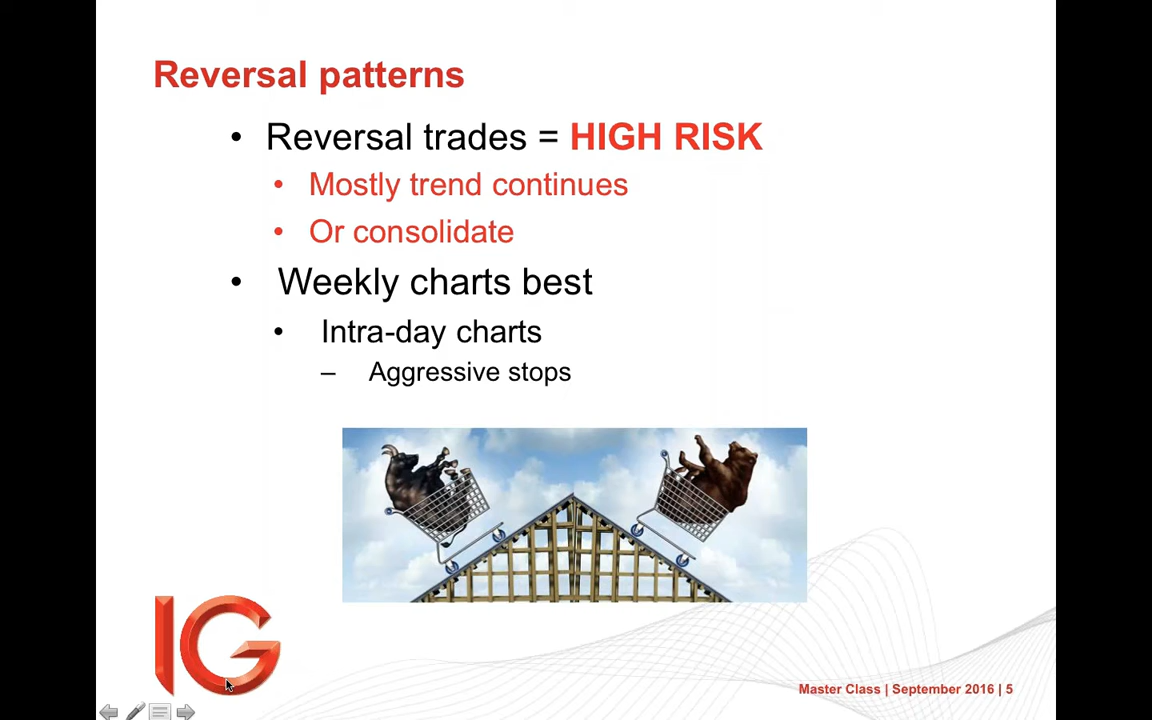 Reversal patterns
• Reversal trades = HIGH RISK
• Mostly trend continues
• Or consolidate
• Weekly charts best
• Intra-day charts
– Aggressive stops
IG
Master Class | September 2016 | 5